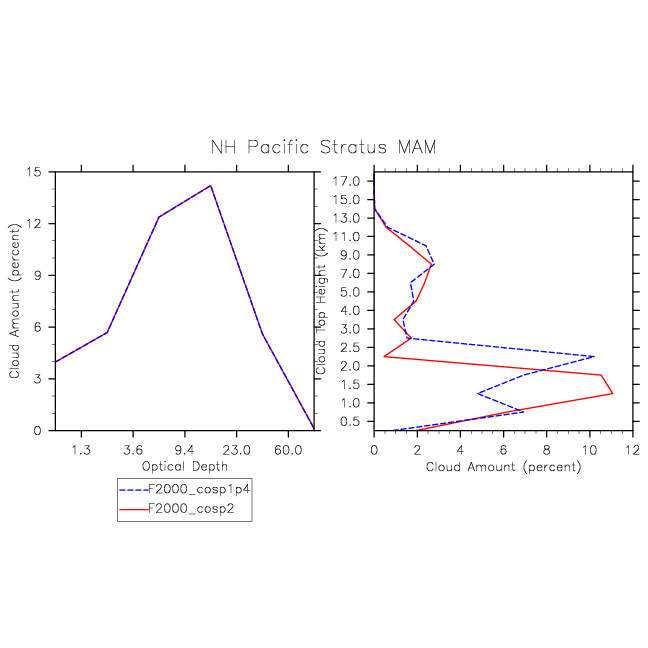 NH Pacific Stratus MAM
15
12
9
6
3
0
Cloud Amount (percent)
1.3 3.6 9.4 23.0 60.0
Optical Depth
17.0
15.0
13.0
11.0
9.0
7.0
5.0
4.0
3.0
2.5
2.0
1.5
1.0
0.5
Cloud Top Height (km)
0 2 4 6 8 10 12
Cloud Amount (percent)
F2000_cosp1p4
F2000_cosp2